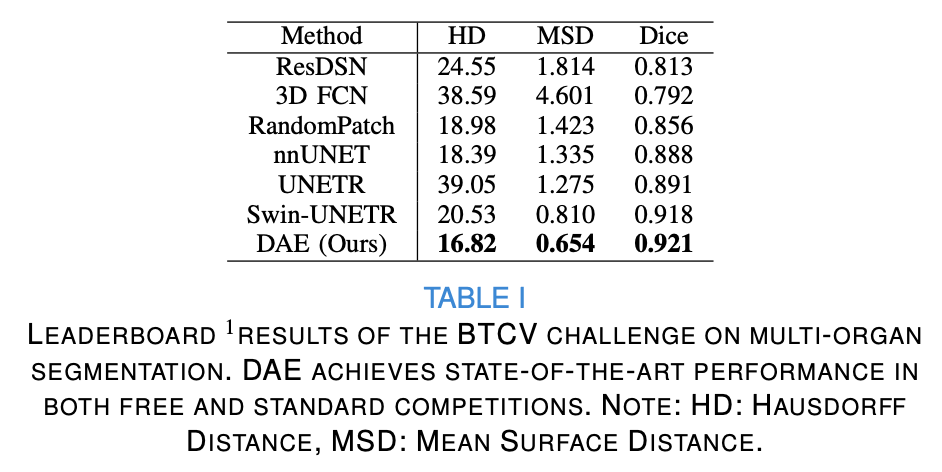 Method HD MSD Dice
ResDSN 24.55 1.814 0.813
3D FCN 38.59 4.601 0.792
RandomPatch 18.98 1.423 0.856
nnUNET 18.39 1.335 0.888
UNETR 39.05 1.275 0.891
Swin-UNETR 20.53 0.810 0.918
DAE (Ours) 16.82 0.654 0.921
TABLE I
LEADERBOARD ¹RESULTS OF THE BTCV CHALLENGE ON MULTI-ORGAN
SEGMENTATION. DAE ACHIEVES STATE-OF-THE-ART PERFORMANCE IN
BOTH FREE AND STANDARD COMPETITIONS. NOTE: HD: HAUSDORFF
DISTANCE, MSD: MEAN SURFACE DISTANCE.